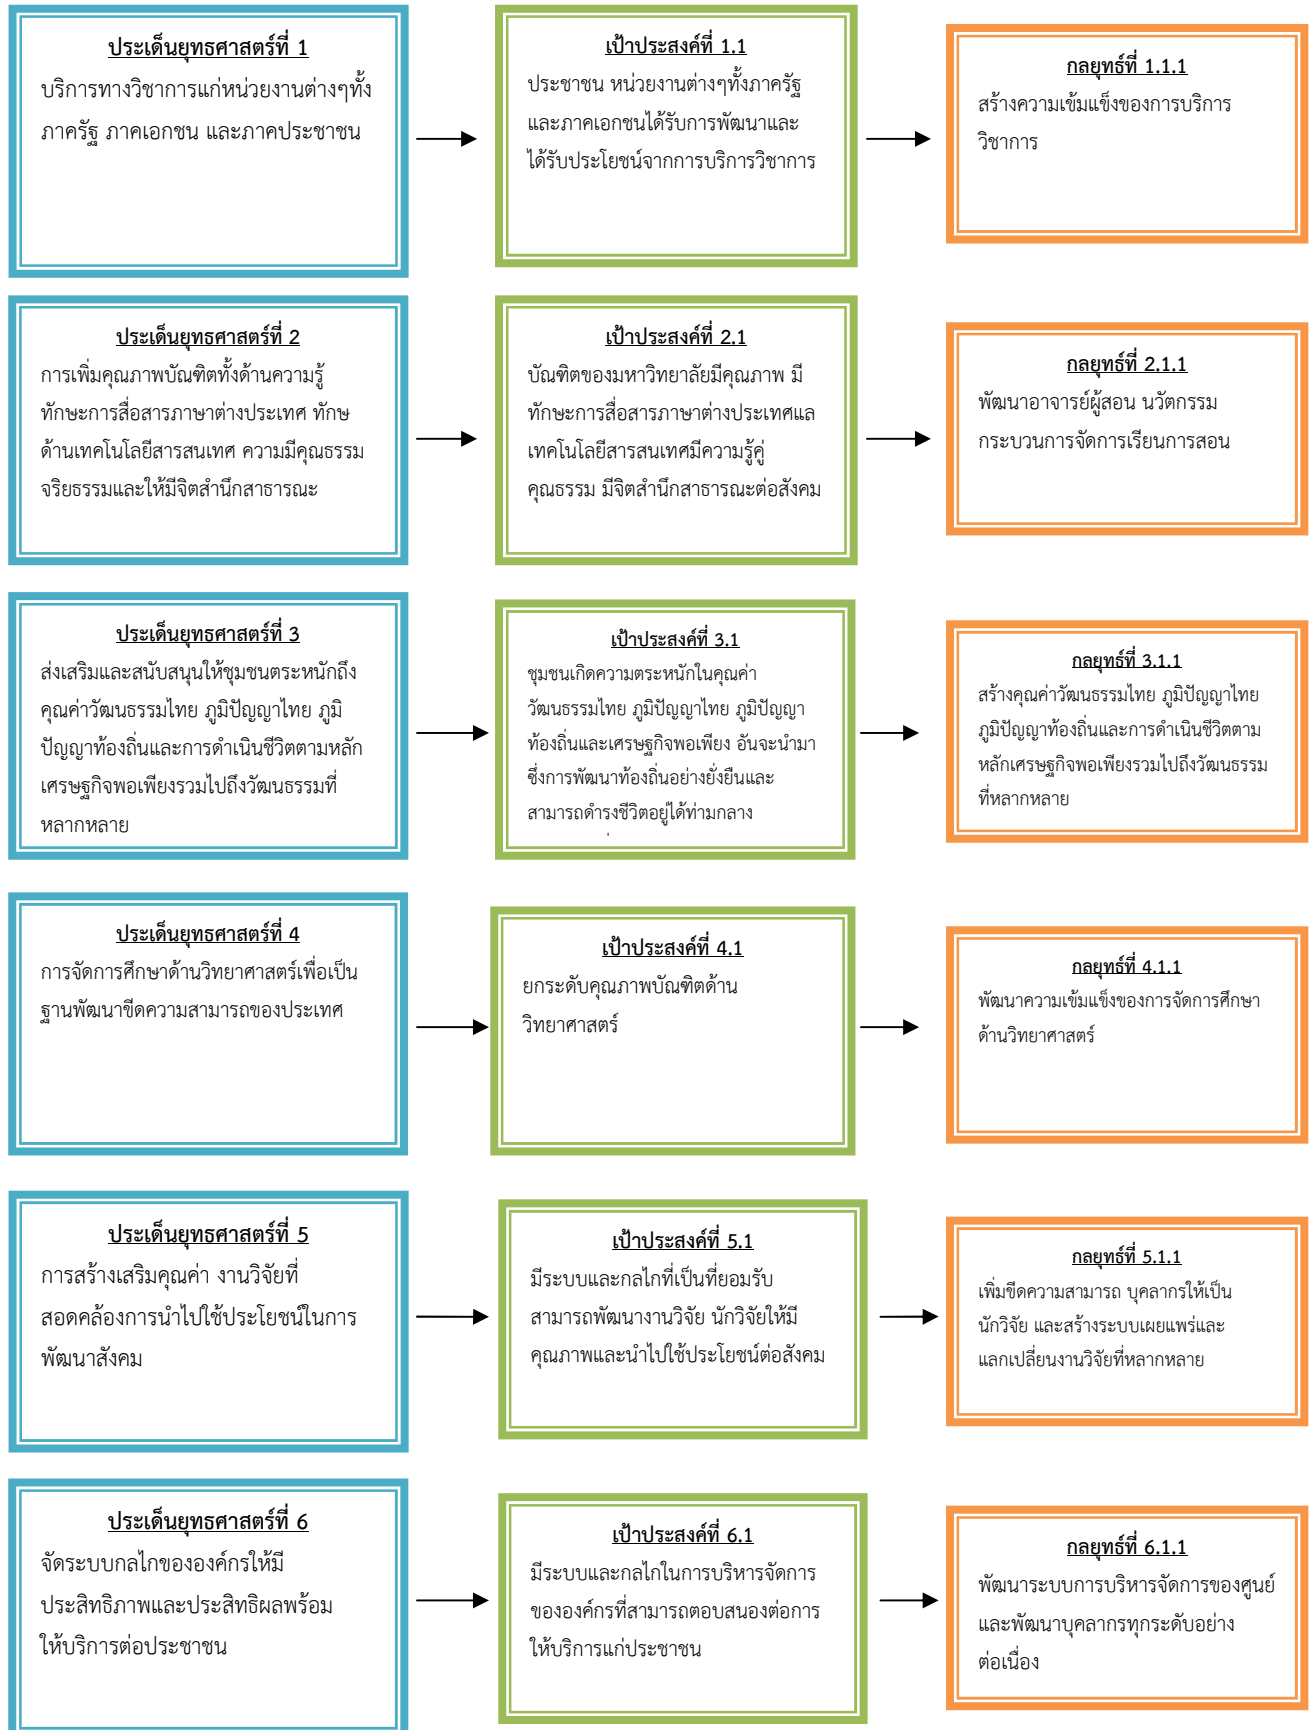 ประเด็นยุทธศาสตร์ที่ 1
บริการทางวิชาการแก่หน่วยงานต่างๆทั้ง
ภาครัฐ ภาคเอกชน และภาคประชาชน
เป้าประสงค์ที่ 1.1
ประชาชน หน่วยงานต่างๆทั้งภาครัฐ
และภาคเอกชนได้รับการพัฒนาและ
ได้รับประโยชน์จากการบริการวิชาการ
กลยุทธ์ที่ 1.1.1
สร้างความเข้มแข็งของการบริการ
วิชาการ
ประเด็นยุทธศาสตร์ที่ 2
การเพิ่มคุณภาพบัณฑิตทั้งด้านความรู้
ทักษะการสื่อสารภาษาต่างประเทศ ทักษ
ด้านเทคโนโลยีสารสนเทศ ความมีคุณธรรม
จริยธรรมและให้มีจิตสำนึกสาธารณะ
เป้าประสงค์ที่ 2.1
บัณฑิตของมหาวิทยาลัยมีคุณภาพ มี
ทักษะการสื่อสารภาษาต่างประเทศแล
เทคโนโลยีสารสนเทศมีความรู้คู่
คุณธรรม มีจิตสำนึกสาธารณะต่อสังคม
กลยุทธ์ที่ 2.1.1
พัฒนาอาจารย์ผู้สอน นวัตกรรม
กระบวนการจัดการเรียนการสอน
ประเด็นยุทธศาสตร์ที่ 3
ส่งเสริมและสนับสนุนให้ชุมชนตระหนักถึง
คุณค่าวัฒนธรรมไทย ภูมิปัญญาไทย ภูมิ
ปัญญาท้องถิ่นและการดำเนินชีวิตตามหลัก
เศรษฐกิจพอเพียงรวมไปถึงวัฒนธรรมที่
หลากหลาย
เป้าประสงค์ที่ 3.1
ชุมชนเกิดความตระหนักในคุณค่า
วัฒนธรรมไทย ภูมิปัญญาไทย ภูมิปัญญา
ท้องถิ่นและเศรษฐกิจพอเพียง อันจะนำมา
ซึ่งการพัฒนาท้องถิ่นอย่างยั่งยืนและ
สามารถดำรงชีวิตอยู่ได้ท่ามกลาง
กลยุทธ์ที่ 3.1.1
สร้างคุณค่าวัฒนธรรมไทย ภูมิปัญญาไทย
ภูมิปัญญาท้องถิ่นและการดำเนินชีวิตตาม
หลักเศรษฐกิจพอเพียงรวมไปถึงวัฒนธรรม
ที่หลากหลาย
ประเด็นยุทธศาสตร์ที่ 4
การจัดการศึกษาด้านวิทยาศาสตร์เพื่อเป็น
ฐานพัฒนาขีดความสามารถของประเทศ
เป้าประสงค์ที่ 4.1
ยกระดับคุณภาพบัณฑิตด้าน
วิทยาศาสตร์
กลยุทธ์ที่ 4.1.1
พัฒนาความเข้มแข็งของการจัดการศึกษา
ด้านวิทยาศาสตร์
ประเด็นยุทธศาสตร์ที่ 5
การสร้างเสริมคุณค่า งานวิจัยที่
สอดคล้องการนำไปใช้ประโยชน์ในการ
พัฒนาสังคม
เป้าประสงค์ที่ 5.1
มีระบบและกลไกที่เป็นที่ยอมรับ
สามารถพัฒนางานวิจัย นักวิจัยให้มี
คุณภาพและนำไปใช้ประโยชน์ต่อสังคม
กลยุทธ์ที่ 5.1.1
เพิ่มขีดความสามารถ บุคลากรให้เป็น
นักวิจัย และสร้างระบบเผยแพร่และ
แลกเปลี่ยนงานวิจัยที่หลากหลาย
ประเด็นยุทธศาสตร์ที่ 6
จัดระบบกลไกขององค์กรให้มี
ประสิทธิภาพและประสิทธิผลพร้อม
ให้บริการต่อประชาชน
เป้าประสงค์ที่ 6.1
มีระบบและกลไกในการบริหารจัดการ
ขององค์กรที่สามารถตอบสนองต่อการ
ให้บริการแก่ประชาชน
กลยุทธ์ที่ 6.1.1
พัฒนาระบบการบริหารจัดการของศูนย์
และพัฒนาบุคลากรทุกระดับอย่าง
ต่อเนื่อง